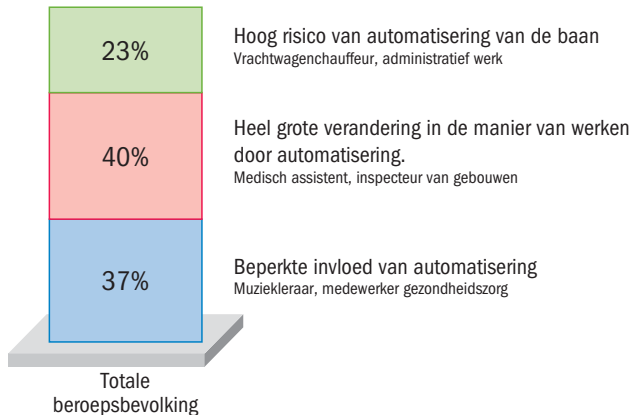 23%
Hoog risico van automatisering van de baan
Vrachtwagenchauffeur, administratief werk
40%
Heel grote verandering in de manier van werken
door automatisering.
Medisch assistent, inspecteur van gebouwen
37%
Beperkte invloed van automatisering
Muziekleraar, medewerker gezondheidszorg
Totale
beroepsbevolking